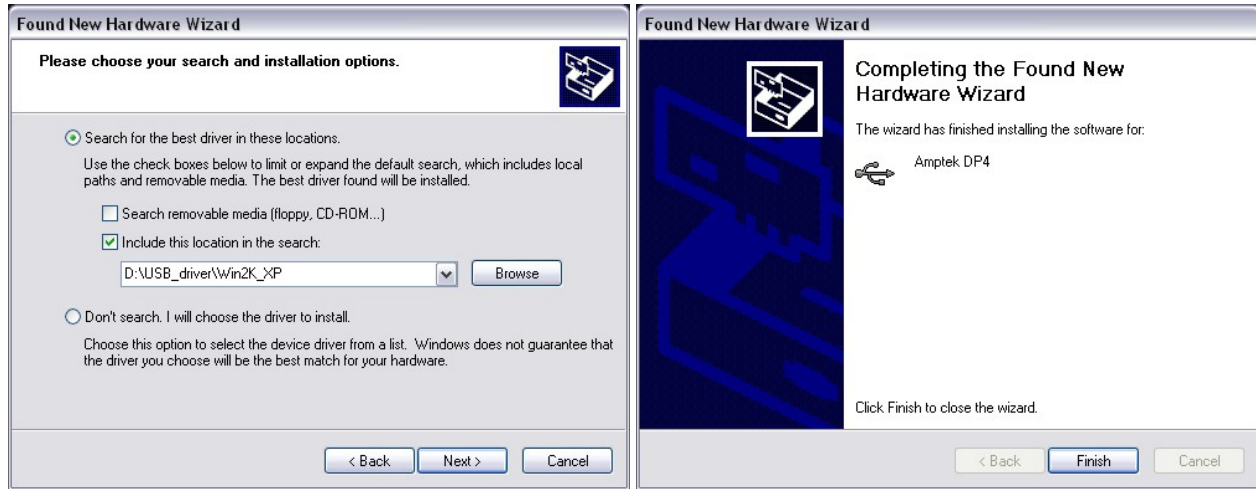 Found New Hardware Wizard
Please choose your search and installation options.
Search for the best driver in these locations.
Use the check boxes below to limit or expand the default search, which includes local
paths and removable media. The best driver found will be installed.
Search removable media (floppy, CD-ROM...)
Include this location in the search:
D:\USB_driver\Win2K_XP
Browse
Don't search. I will choose the driver to install.
Choose this option to select the device driver from a list. Windows does not guarantee that
the driver you choose will be the best match for your hardware.
< Back
Next >
Cancel
Found New Hardware Wizard
Completing the Found New
Hardware Wizard
The wizard has finished installing the software for:
Amptek DP4
Click Finish to close the wizard.
< Back
Finish
Cancel